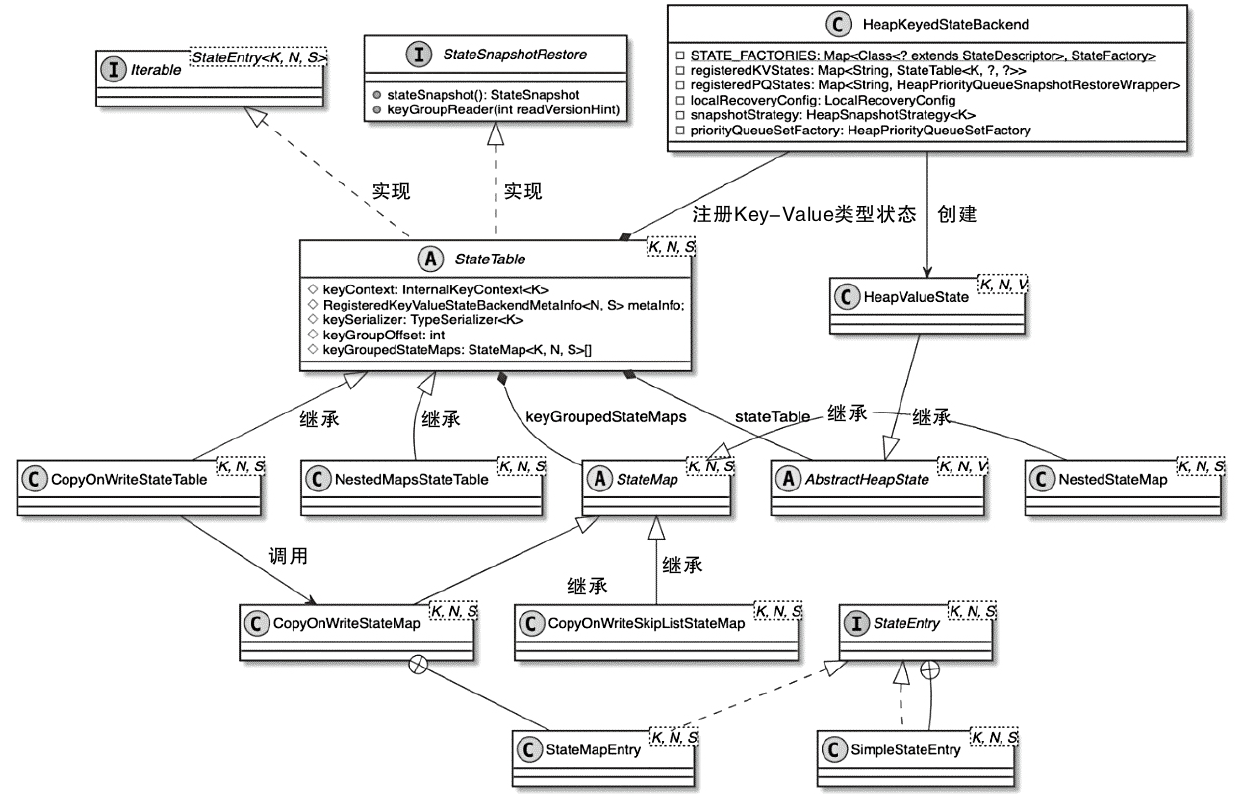 I Iterable
StateEntry<K, N, S>
I StateSnapshotRestore
stateSnapshot(): StateSnapshot
keyGroupReader(int readVersionHint)
C HeapKeyedStateBackend
STATE_FACTORIES: Map<Class<? extends StateDescriptor>, StateFactory>
registeredKVStates: Map<String, StateTable<K, ?, ?>>
registeredPQStates: Map<String, HeapPriorityQueueSnapshotRestoreWrapper>
localRecoveryConfig: LocalRecoveryConfig
snapshotStrategy: HeapSnapshotStrategy<K>
priorityQueueSetFactory: HeapPriorityQueueSetFactory
实现
实现
注册Key-Value类型状态
创建
A StateTable
K, N, S
keyContext: InternalKeyContext<K>
RegisteredKeyValueStateBackendMetaInfo<N, S> metaInfo;
keySerializer: TypeSerializer<K>
keyGroupOffset: int
keyGroupedStateMaps: StateMap<K, N, S>[]
C HeapValueState
K, N, V
继承
继承
keyGroupedStateMaps
stateTable
继承
继承
C CopyOnWriteStateTable
K, N, S
C NestedMapsStateTable
K, N, S
A StateMap
K, N, S
A AbstractHeapState
K, N, V
C NestedStateMap
K, N, S
调用
继承
继承
C CopyOnWriteStateMap
K, N, S
C CopyOnWriteSkipListStateMap
K, N, S
I StateEntry
K, N, S
C StateMapEntry
K, N, S
C SimpleStateEntry
K, N, S